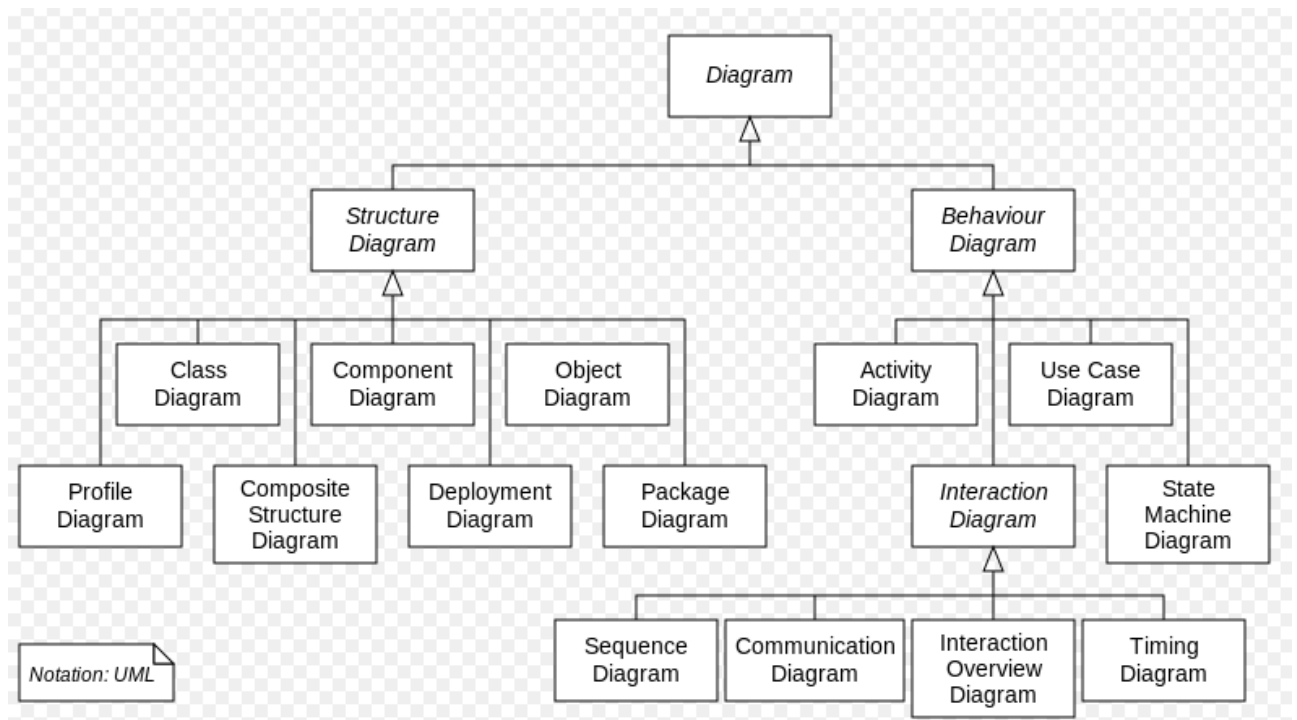 Diagram
Structure
Diagram
Behaviour
Diagram
Class
Diagram
Component
Diagram
Object
Diagram
Activity
Diagram
Use Case
Diagram
Profile
Diagram
Composite
Structure
Diagram
Deployment
Diagram
Package
Diagram
Interaction
Diagram
State
Machine
Diagram
Sequence
Diagram
Communication
Diagram
Interaction
Overview
Diagram
Timing
Diagram
Notation: UML